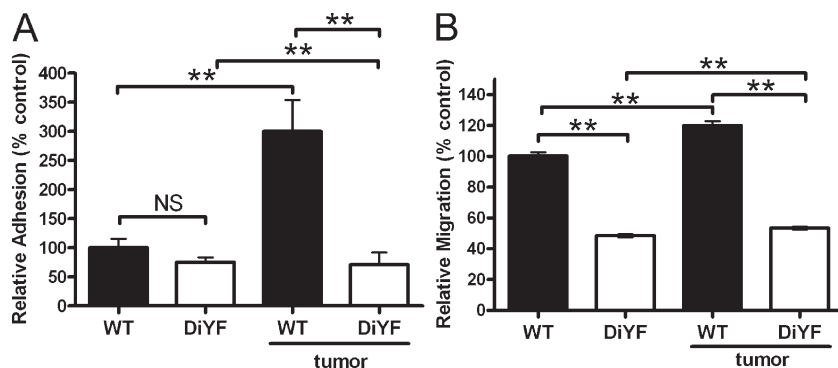 A
Relative Adhesion (% control)
400
350
300
250
200
150
100
50
0
**
**
**
NS
WT
DiYF
WT
DiYF
tumor
B
Relative Migration (% control)
140
120
100
80
60
40
20
0
**
**
**
**
WT
DiYF
WT
DiYF
tumor